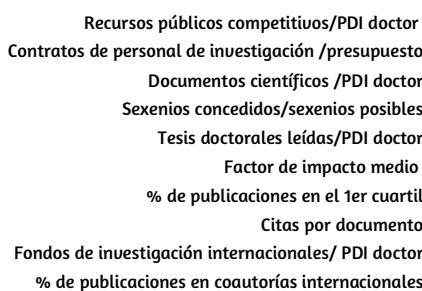 Recursos públicos competitivos/PDI doctor
Contratos de personal de investigación /presupuesto
Documentos científicos /PDI doctor
Sexenios concedidos/sexenios posibles
Tesis doctorales leídas/PDI doctor
Factor de impacto medio
% de publicaciones en el 1er cuartil
Citas por documento
Fondos de investigación internacionales/ PDI doctor
% de publicaciones en coautorías internacionales